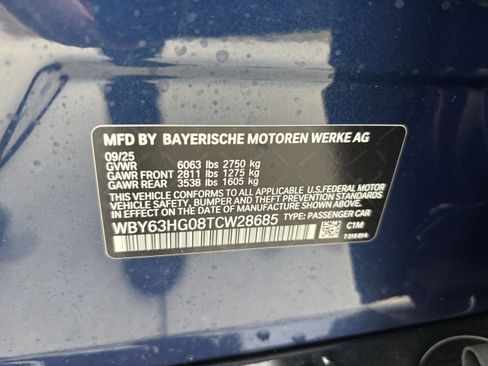 MFD BY BAYERISCHE MOTOREN WERKE AG
09/25
GVWR 6063 lbs 2750 kg
GAWR FRONT 2811 lbs 1275 kg
GAWR REAR 3538 lbs 1605 kg
THIS VEHICLE CONFORMS TO ALL APPLICABLE U.S.FEDERAL MOTOR
VEHICLE SAFETY, BUMPER, AND THEFT PREVENTION STANDARDS
IN EFFECT ON THE DATE OF MANUFACTURE SHOWN ABOVE.
WBY63HG08TCW28685 TYPE: PASSENGER CAR
C1M